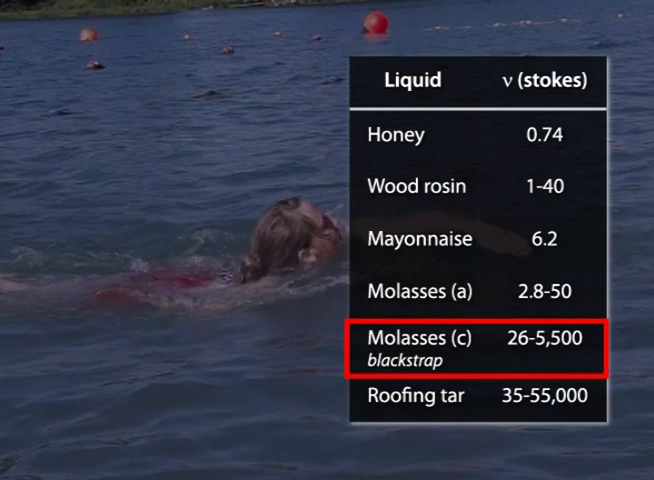 Liquid ν (stokes)
Honey 0.74
Wood rosin 1-40
Mayonnaise 6.2
Molasses (a) 2.8-50
Molasses (c) 26-5,500
blackstrap
Roofing tar 35-55,000